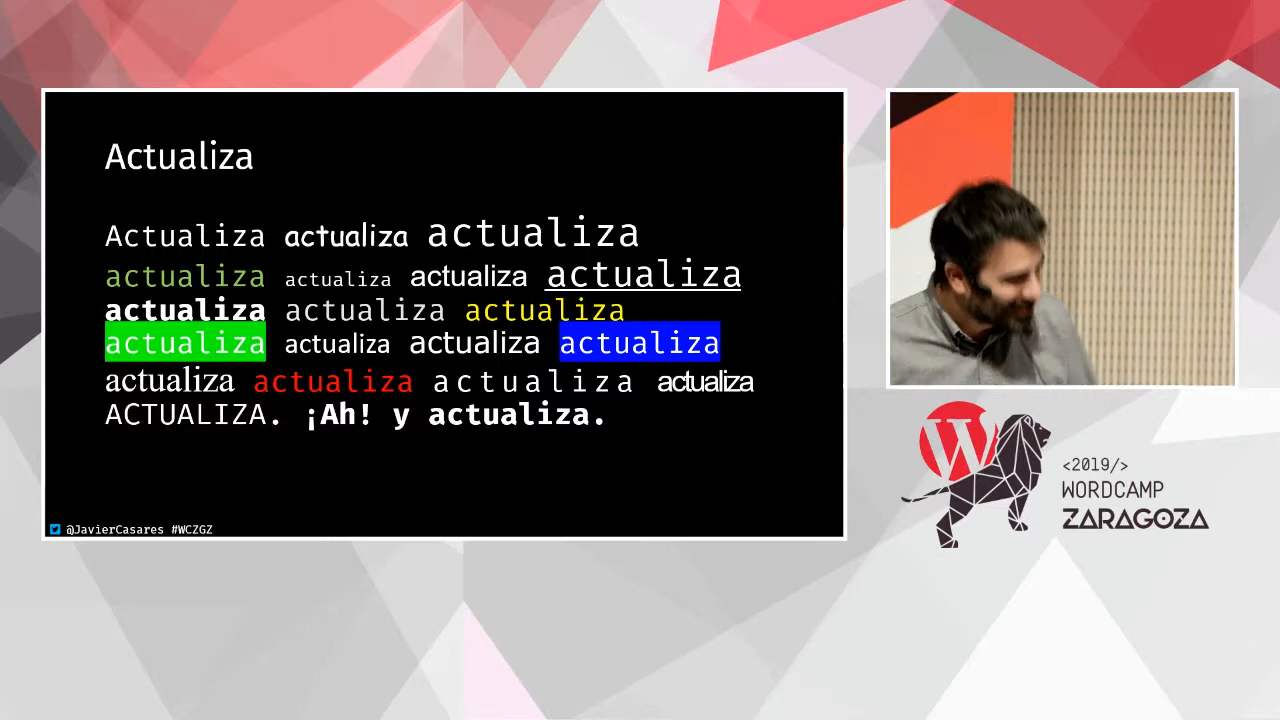 Actualiza
Actualiza actualiza actualiza
actualiza actualiza actualiza actualiza
actualiza actualiza actualiza
actualiza actualiza actualiza actualiza
actualiza actualiza actualiza actualiza
ACTUALIZA. ¡Ah! y actualiza.
@JavierCasares #WCZGZ
W
<2019/>
WORDCAMP
ZARAGOZA